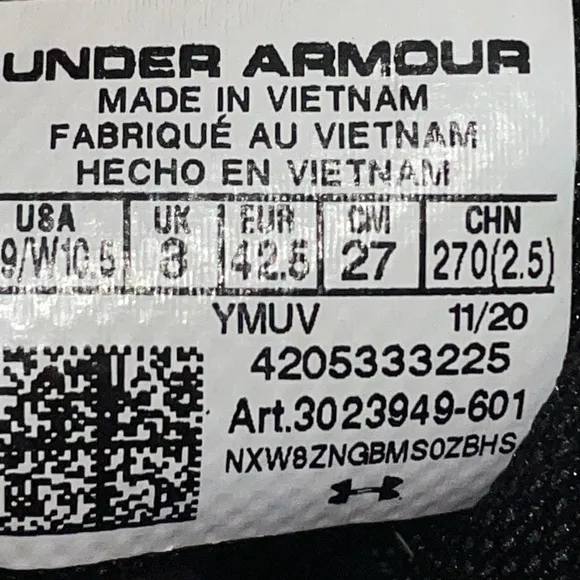 UNDER ARMOUR
MADE IN VIETNAM
FABRIQUÉ AU VIETNAM
HECHO EN VIETNAM
USA UK EUR CM CHN
9/W10.5 8 42.5 27 270(2.5)
YMUV 11/20
4205333225
Art.3023949-601
NXW8ZNGBMS0ZBHS